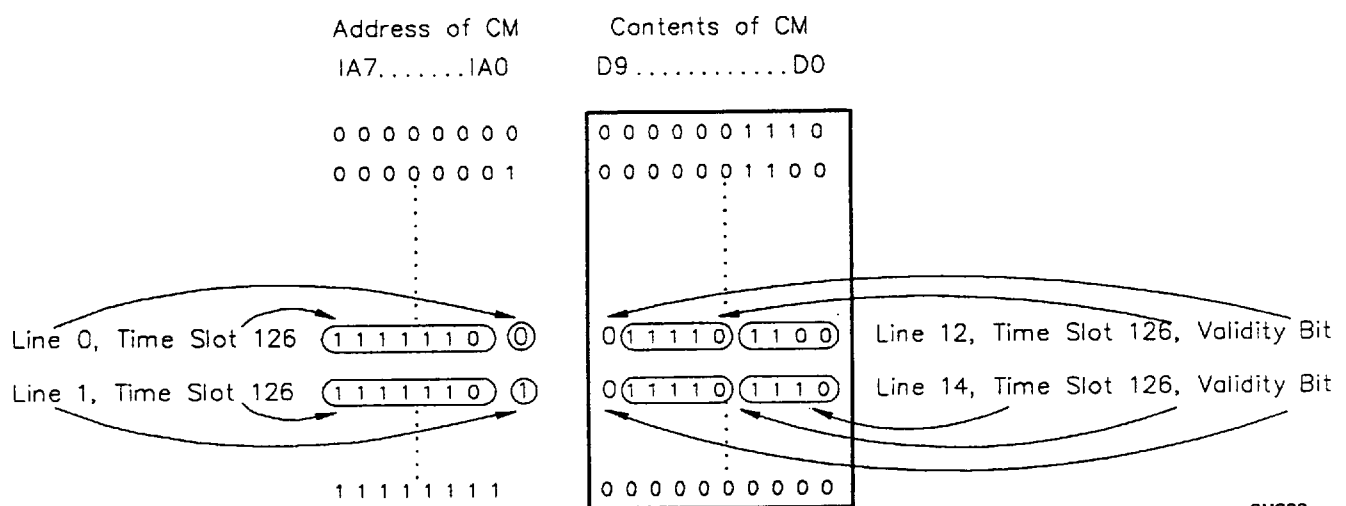 Address of CM Contents of CM
IA7.......IA0 D9............D0
0 0 0 0 0 0 0 0 0 0 0 0 0 0 1 1 1 0
0 0 0 0 0 0 0 1 0 0 0 0 0 0 1 1 0 0
Line 0, Time Slot 126 1 1 1 1 1 1 0 0 0 1 1 1 1 0 1 1 0 0 Line 12, Time Slot 126, Validity Bit
Line 1, Time Slot 126 1 1 1 1 1 1 0 1 0 1 1 1 1 0 1 1 1 0 Line 14, Time Slot 126, Validity Bit
1 1 1 1 1 1 1 1 0 0 0 0 0 0 0 0 0 0